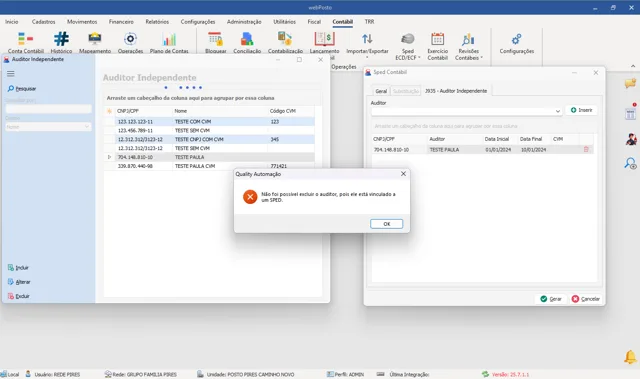 webPosto
Início Cadastros Movimentos Financeiro Relatórios Configurações Administração Utilitários Fiscal Contábil TRR
Conta Contábil Histórico Mapeamento Operações Plano de Contas Bloquear Conciliação Contabilização Lançamento Importar/Exportar Sped ECD/ECF Exercício Contábil Revisões Contábeis Configurações
Operações
Auditor Independente
Pesquisar
Nome
Incluir
Alterar
Excluir
Auditor Independente
Arraste um cabeçalho da coluna aqui para agrupar por essa coluna
CNPJ/CPF Nome Código CVM
123.123.123-11 TESTE COM CVM 123
123.456.789-11 TESTE SEM CVM
12.312.312/3123-12 TESTE CNPJ COM CVM 345
12.312.312/3123-12 TESTE SEM CVM
704.148.810-10 TESTE PAULA
339.870.440-98 TESTE PAULA CVM 771421
Quality Automação
Não foi possível excluir o auditor, pois ele está vinculado a
um SPED.
OK
Sped Contábil
Geral Substituição J935 - Auditor Independente
Auditor
Inserir
Arraste um cabeçalho da coluna aqui para agrupar por essa coluna
CNPJ/CPF Auditor Data Inicial Data Final CVM
704.148.810-10 TESTE PAULA 01/01/2024 10/01/2024
Gerar Cancelar
Local Usuário: REDE PIRES Rede: GRUPO FAMILIA PIRES Unidade: POSTO PIRES CAMINHO NOVO Perfil: ADMIN Última Integração: Versão: 25.7.1.1